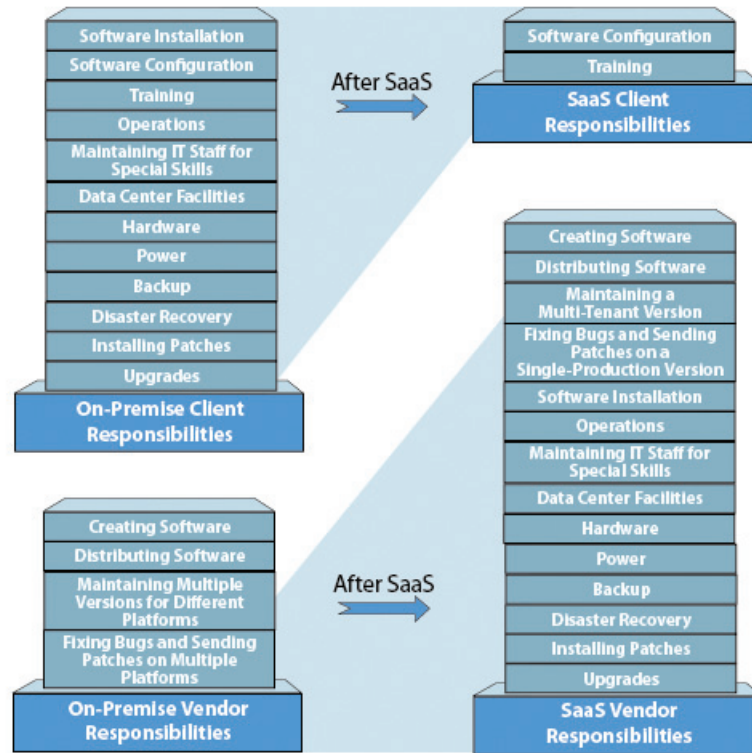 Software Installation
Software Configuration
Training
Operations
Maintaining IT Staff for
Special Skills
Data Center Facilities
Hardware
Power
Backup
Disaster Recovery
Installing Patches
Upgrades
On-Premise Client
Responsibilities
After SaaS
Software Configuration
Training
SaaS Client
Responsibilities
Creating Software
Distributing Software
Maintaining Multiple
Versions for Different
Platforms
Fixing Bugs and Sending
Patches on Multiple
Platforms
On-Premise Vendor
Responsibilities
After SaaS
Creating Software
Distributing Software
Maintaining a
Multi-Tenant Version
Fixing Bugs and Sending
Patches on a
Single-Production Version
Software Installation
Operations
Maintaining IT Staff for
Special Skills
Data Center Facilities
Hardware
Power
Backup
Disaster Recovery
Installing Patches
Upgrades
SaaS Vendor
Responsibilities